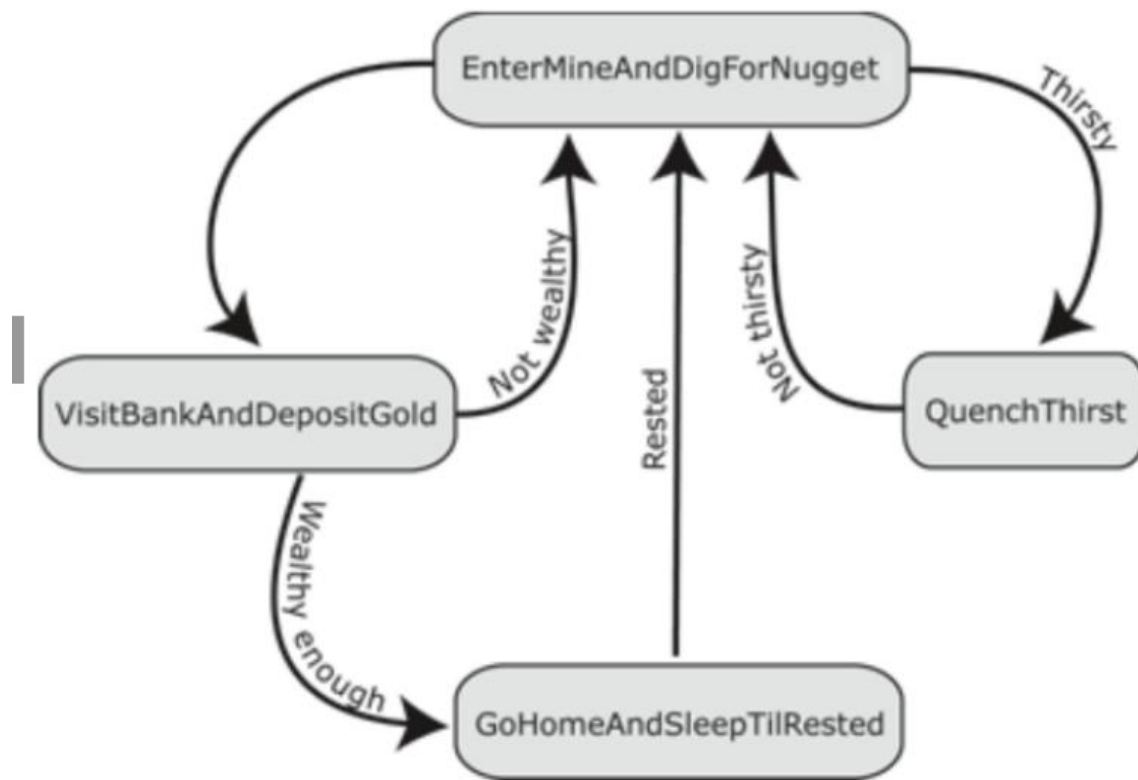 EnterMineAndDigForNugget
Thirsty
Not wealthy
Not thirsty
VisitBankAndDepositGold
Rested
QuenchThirst
Wealthy enough
GoHomeAndSleepTilRested